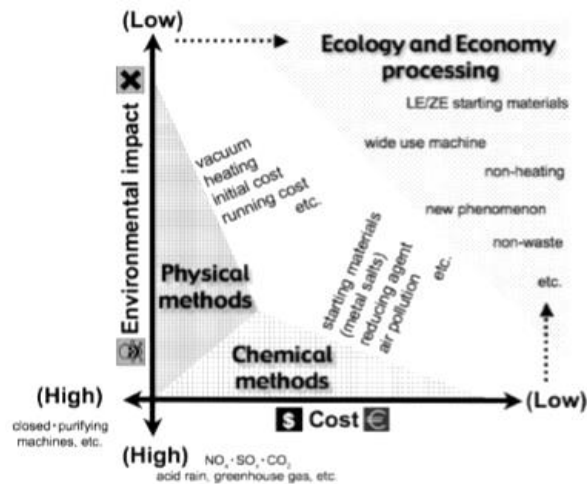 (Low)
Ecology and Economy
processing
LE/ZE starting materials
wide use machine
non-heating
new phenomenon
non-waste
etc.
Environmental impact
vacuum
heating
initial cost
running cost
etc.
starting materials
(metal salts)
reducing agent
air pollution
etc.
Physical
methods
Chemical
methods
(High)
$ Cost €
(Low)
closed・purifying
machines, etc.
(High)
NOx・SOx・CO2
acid rain, greenhouse gas, etc.